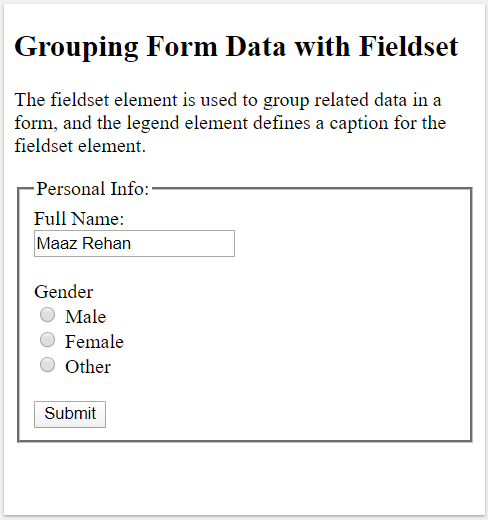 Grouping Form Data with Fieldset
The fieldset element is used to group related data in a
form, and the legend element defines a caption for the
fieldset element.
Personal Info:
Full Name:
Maaz Rehan
Gender
Male
Female
Other
Submit